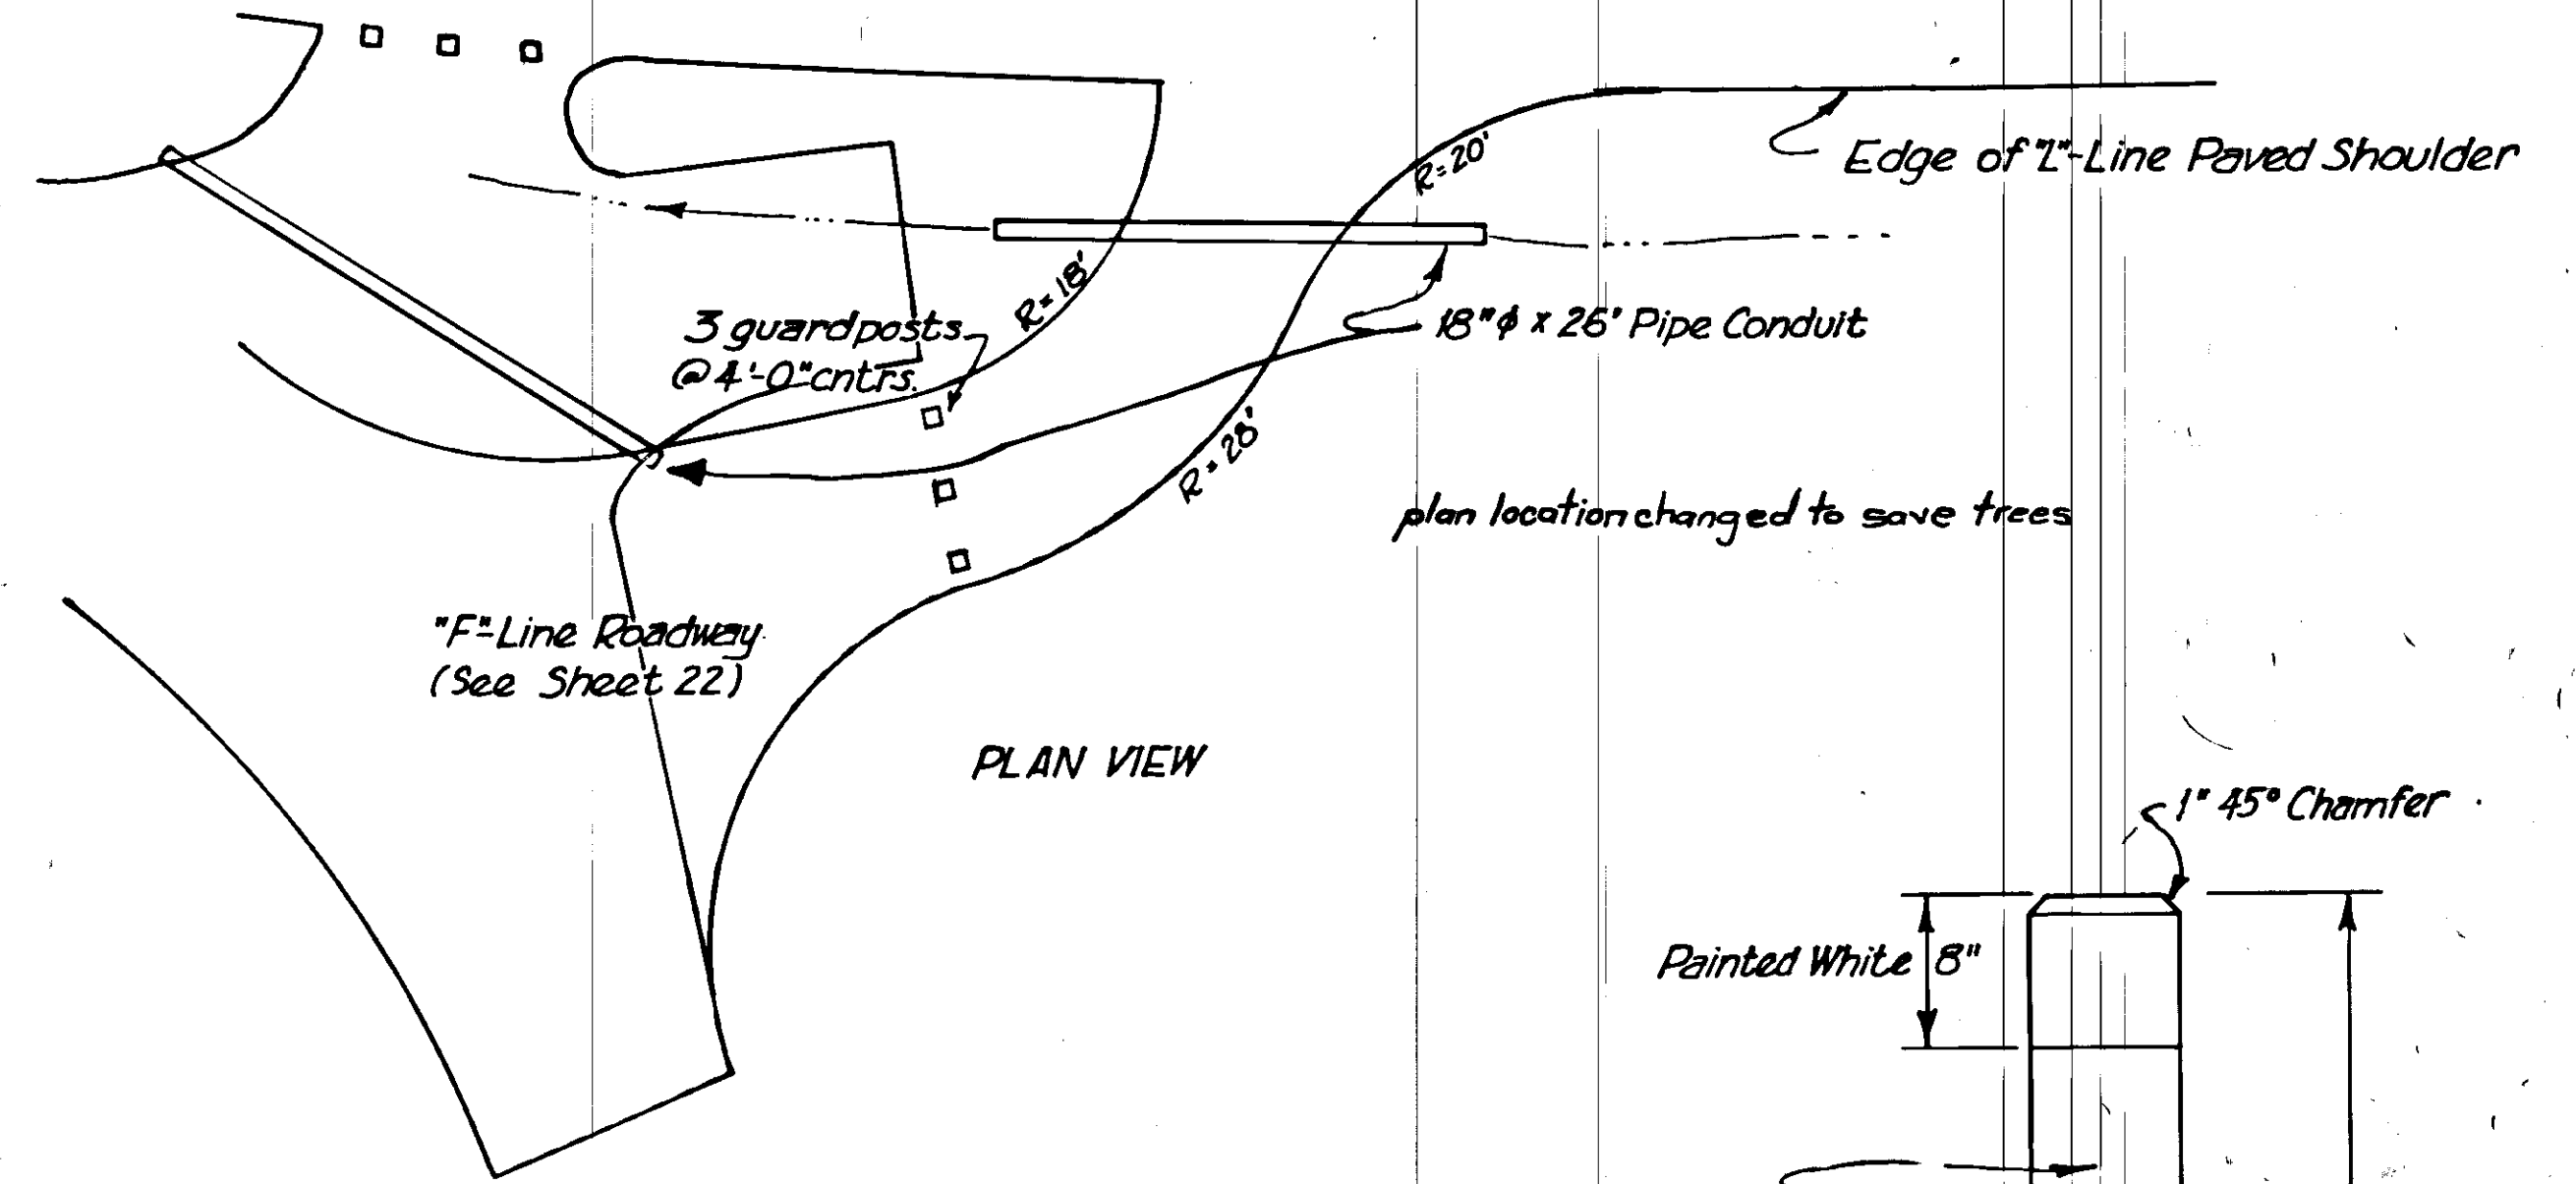 Edge of "L"-Line Paved Shoulder
R=20'
R=18'
3 guardposts
@ 4'-0" cntrs.
18"ϕ x 26' Pipe Conduit
R=28'
plan location changed to save trees
"F"-Line Roadway
(See Sheet 22)
PLAN VIEW
1" 45° Chamfer
Painted White 8"